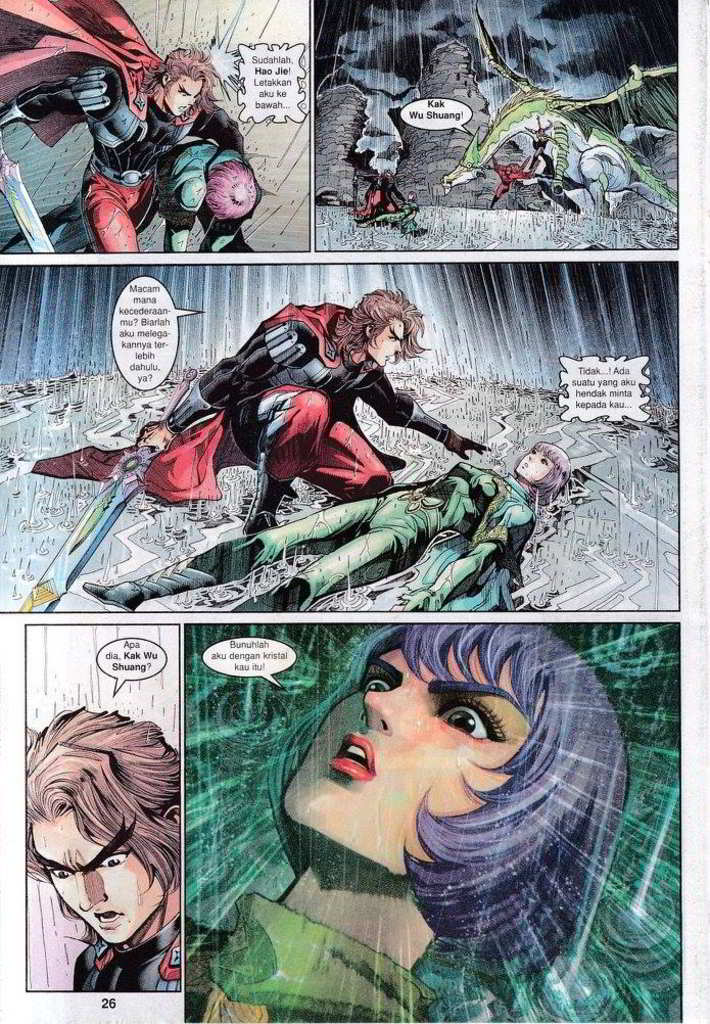 Sudahlah,
Hao Jie!
Letakkan
aku ke
bawah...
Kak
Wu Shuang!
Macam
mana
kecederaan-
mu? Biarlah
aku melega-
kannya ter-
lebih
dahulu,
ya?
Tidak...! Ada
suatu yang aku
hendak minta
kepada kau...
Apa
dia, Kak Wu
Shuang?
Bunuhlah
aku dengan kristal
kau itu!
26